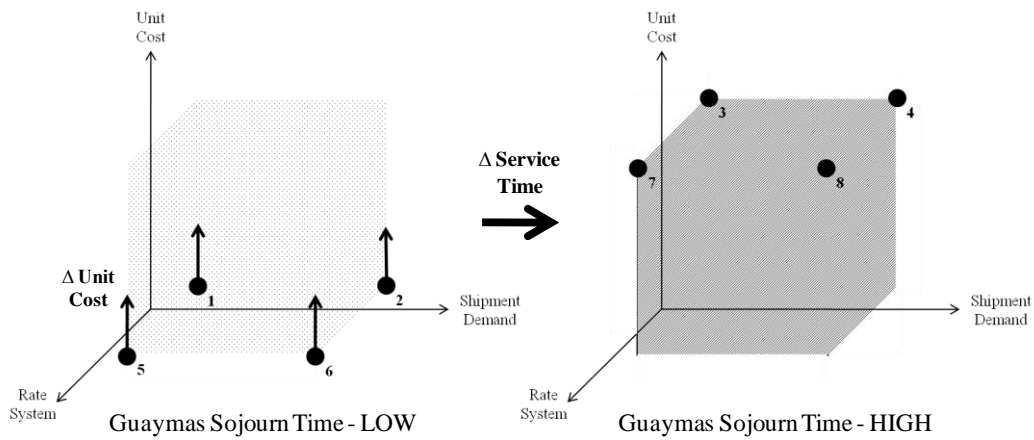 Unit
Cost
Δ Unit
Cost
1
2
5
6
Shipment
Demand
Rate
System
Guaymas Sojourn Time - LOW
Δ Service
Time
Unit
Cost
3
4
7
8
Shipment
Demand
Rate
System
Guaymas Sojourn Time - HIGH